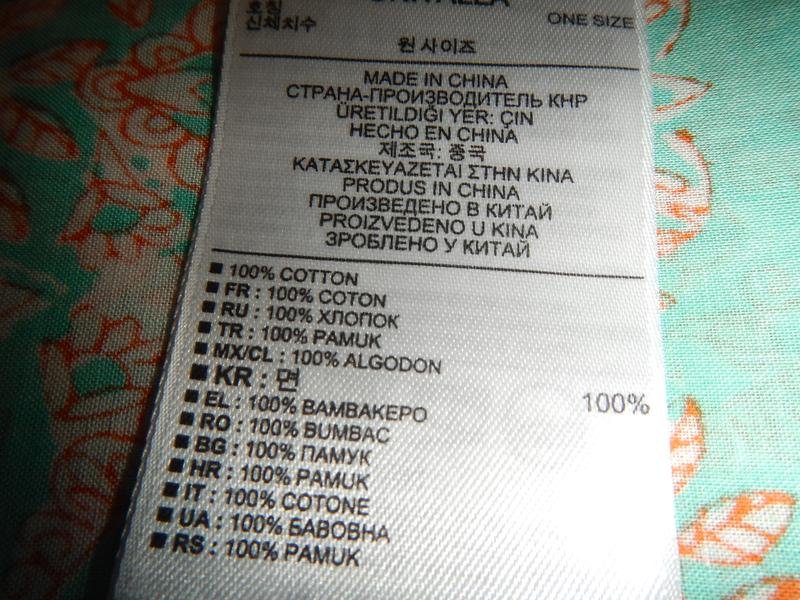 호칭
신체치수
ONE SIZE
원사이즈
MADE IN CHINA
СТРАНА-ПРОИЗВОДИТЕЛЬ КНР
ÜRETILDIĞI YER: ÇIN
HECHO EN CHINA
제조국: 중국
ΚΑΤΑΣΚΕΥΑΖΕΤΑΙ ΣΤΗΝ ΚΙΝΑ
PRODUS IN CHINA
ПРОИЗВЕДЕНО В КИТАЙ
PROIZVEDENO U KINA
ЗРОБЛЕНО У КИТАЙ
■ 100% COTTON
■ FR : 100% COTON
■ RU : 100% ХЛОПОК
■ TR : 100% PAMUK
■ MX/CL : 100% ALGODON
■ KR : 면 100%
■ EL : 100% ΒΑΜΒΑΚΕΡΟ
■ RO : 100% BUMBAC
■ BG : 100% ПАМУК
■ HR : 100% PAMUK
■ IT : 100% COTONE
■ UA : 100% БАВОВНА
■ RS : 100% PAMUK